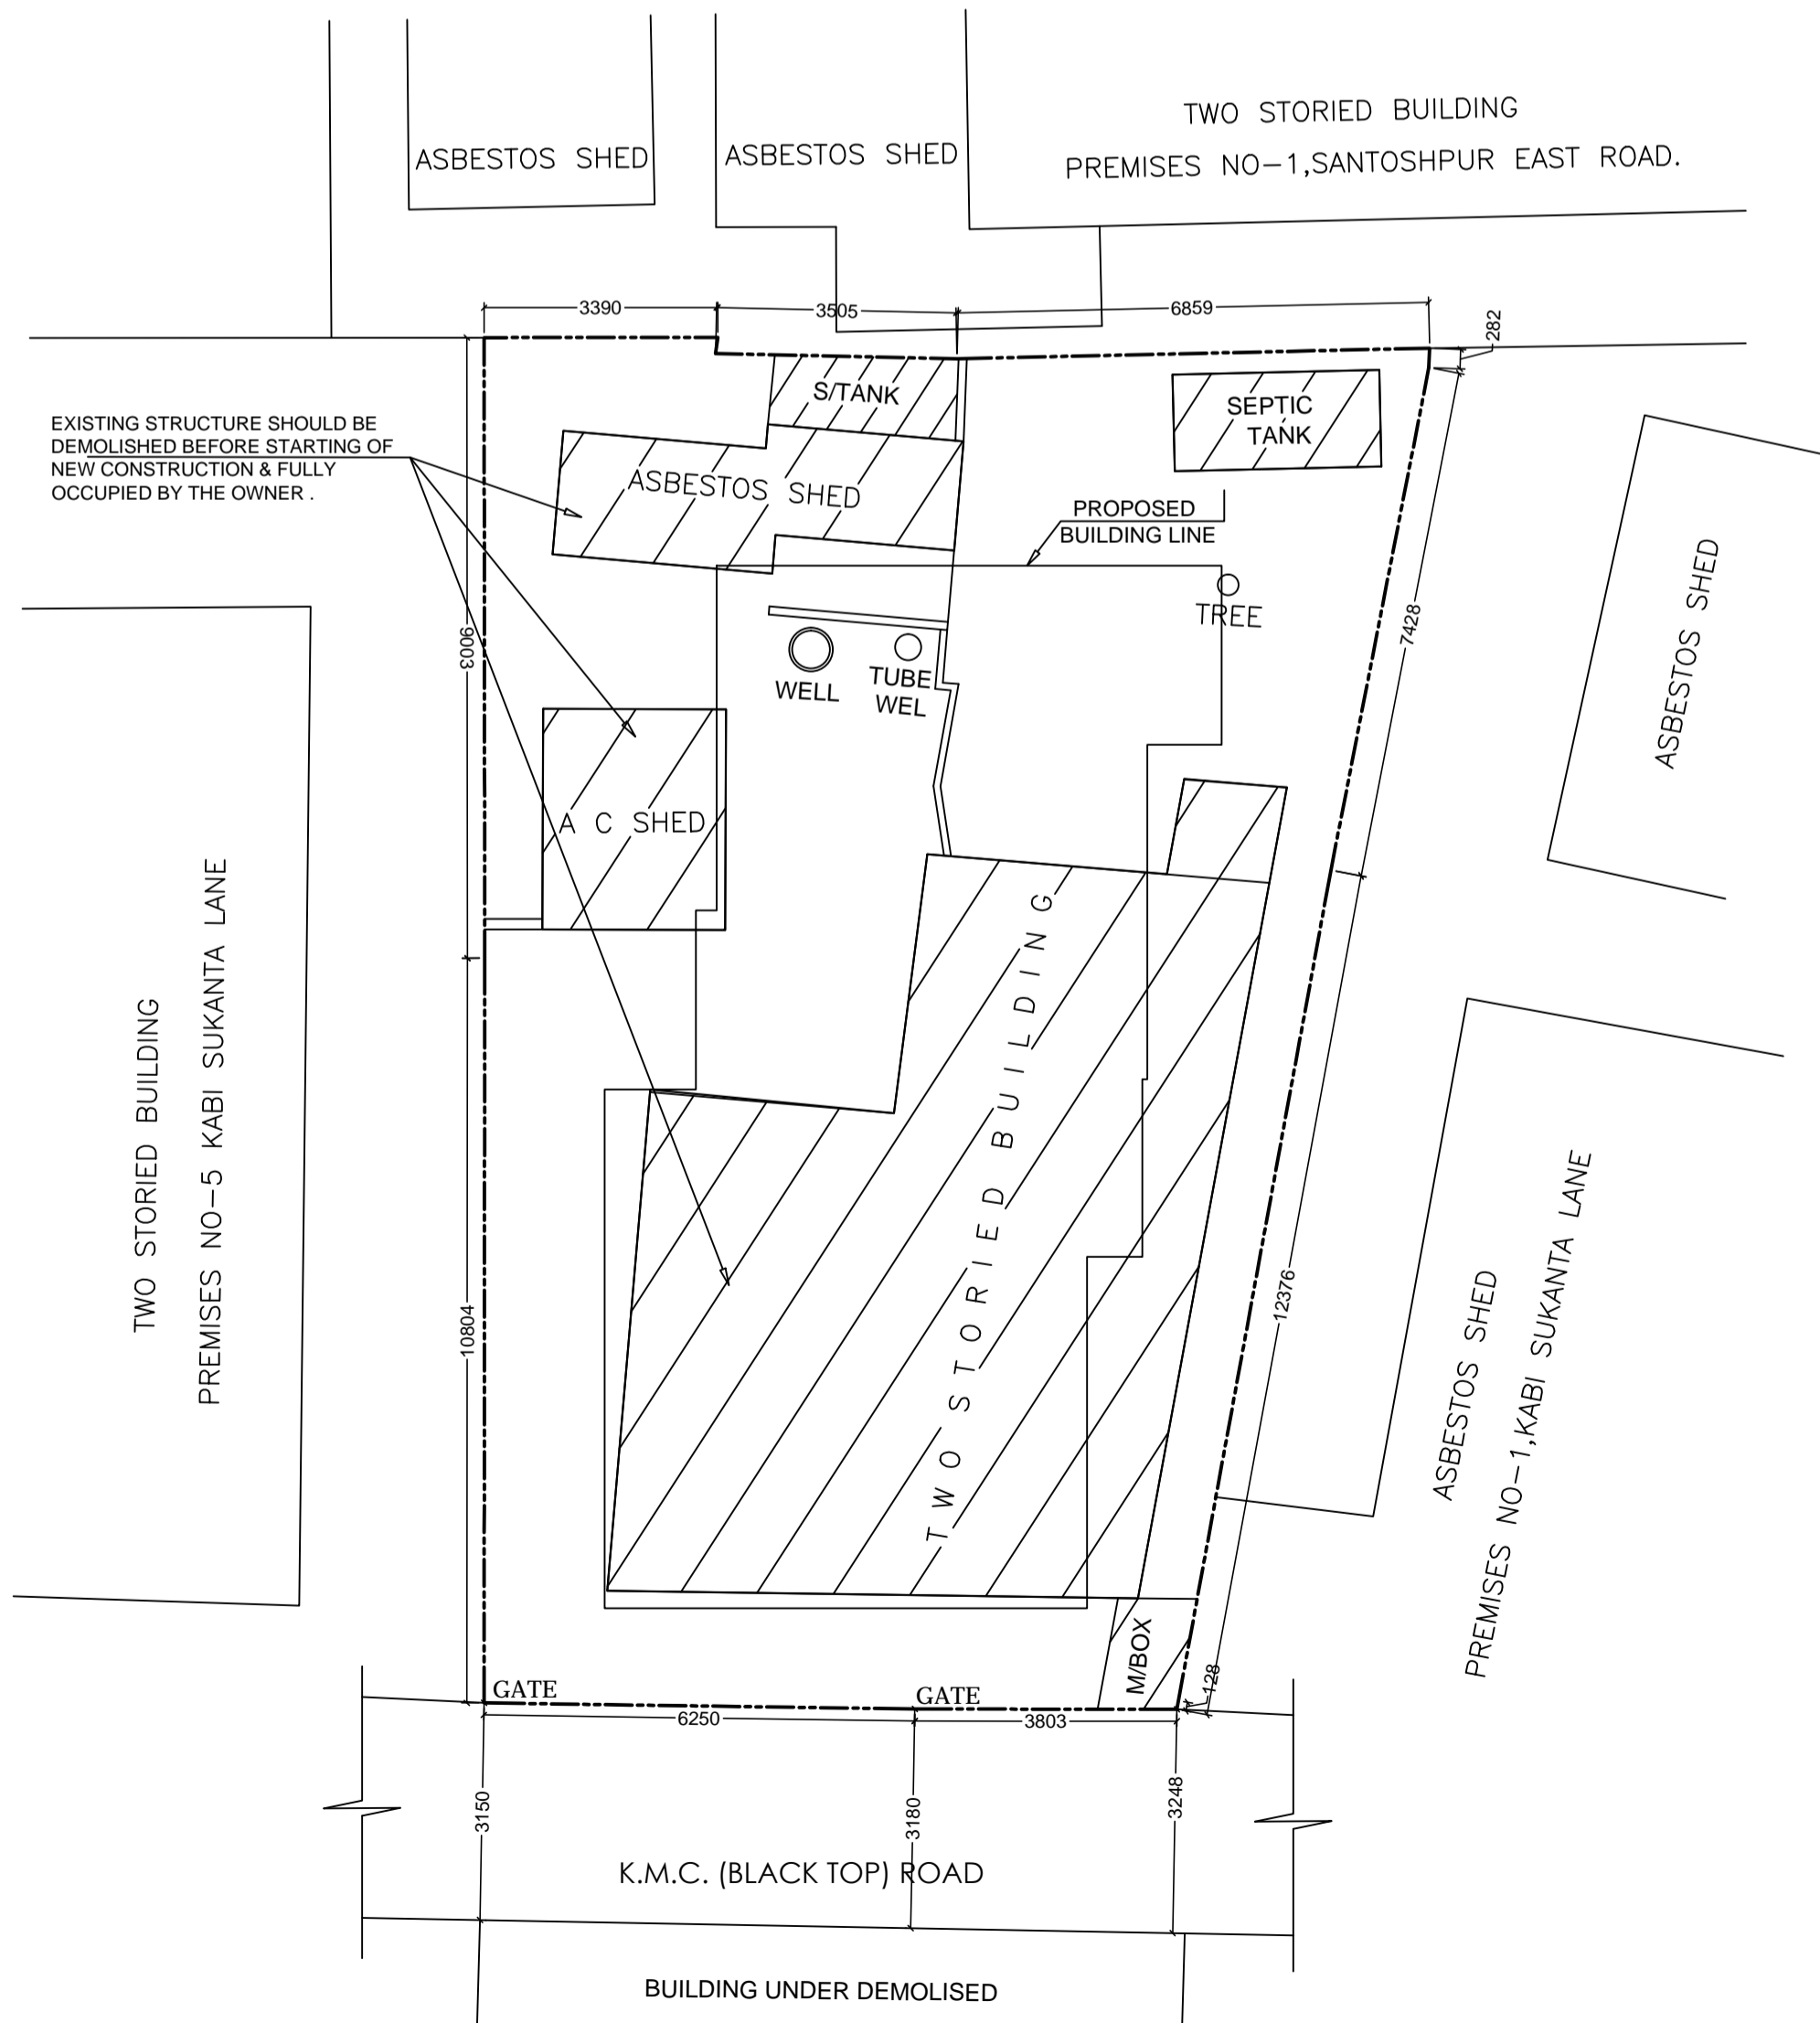 TWO STORIED BUILDING
PREMISES NO-1,SANTOSHPUR EAST ROAD.
ASBESTOS SHED
ASBESTOS SHED
3390
3505
6859
282
S/TANK
SEPTIC
TANK
EXISTING STRUCTURE SHOULD BE
DEMOLISHED BEFORE STARTING OF
NEW CONSTRUCTION & FULLY
OCCUPIED BY THE OWNER .
ASBESTOS SHED
PROPOSED
BUILDING LINE
TREE
7428
ASBESTOS SHED
9003
WELL
TUBE
WEL
A C SHED
TWO STORIED BUILDING
PREMISES NO-5 KABI SUKANTA LANE
TWO STORIED BUILDING
10804
12376
ASBESTOS SHED
PREMISES NO-1,KABI SUKANTA LANE
M/BOX
128
GATE
GATE
6250
3803
3150
3180
3248
K.M.C. (BLACK TOP) ROAD
BUILDING UNDER DEMOLISED